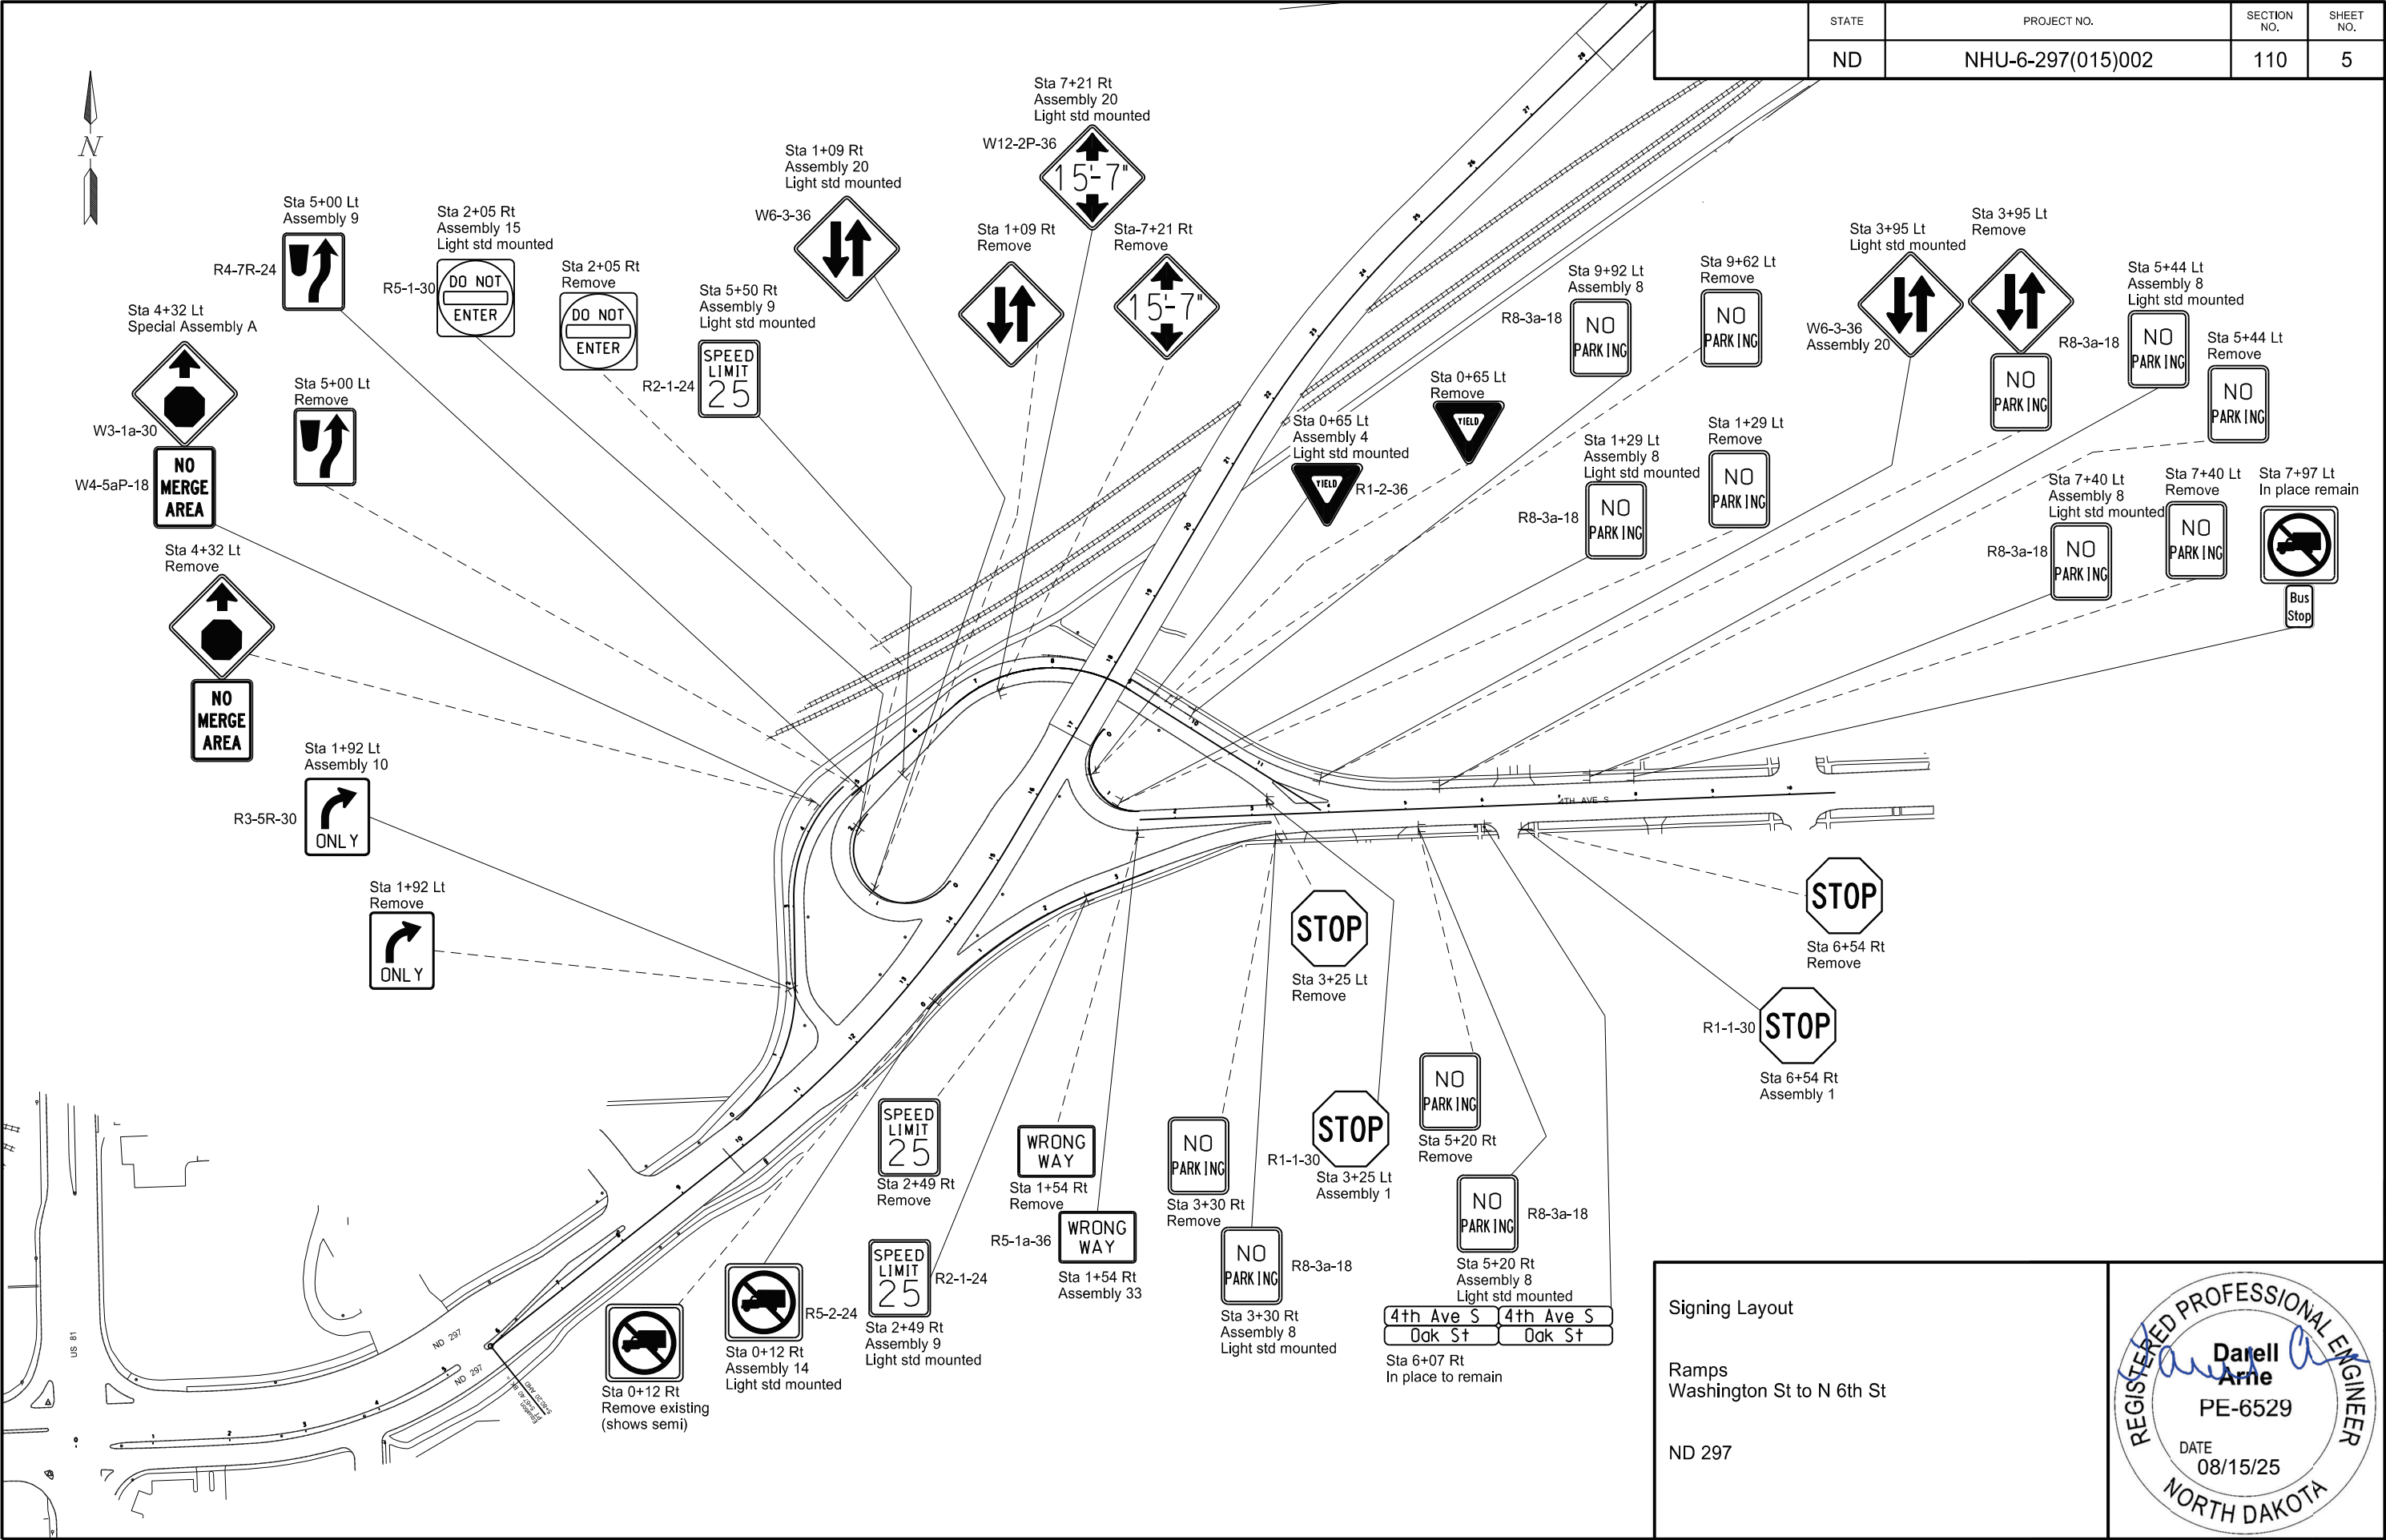 STATE
PROJECT NO.
SECTION NO.
SHEET NO.
ND
NHU-6-297(015)002
110
5
N
Sta 7+21 Rt
Assembly 20
Light std mounted
W12-2P-36
15'-7"
Sta 1+09 Rt
Assembly 20
Light std mounted
W6-3-36
Sta 1+09 Rt
Remove
Sta-7+21 Rt
Remove
15'-7"
Sta 5+00 Lt
Assembly 9
R4-7R-24
Sta 2+05 Rt
Assembly 15
Light std mounted
R5-1-30
DO NOT
ENTER
Sta 2+05 Rt
Remove
DO NOT
ENTER
Sta 5+50 Rt
Assembly 9
Light std mounted
R2-1-24
SPEED
LIMIT
25
Sta 4+32 Lt
Special Assembly A
W3-1a-30
W4-5aP-18
NO
MERGE
AREA
Sta 5+00 Lt
Remove
Sta 4+32 Lt
Remove
NO
MERGE
AREA
Sta 1+92 Lt
Assembly 10
R3-5R-30
ONLY
Sta 1+92 Lt
Remove
ONLY
Sta 9+92 Lt
Assembly 8
R8-3a-18
NO
PARKING
Sta 9+62 Lt
Remove
NO
PARKING
Sta 3+95 Lt
Light std mounted
W6-3-36
Assembly 20
Sta 3+95 Lt
Remove
NO
PARKING
Sta 5+44 Lt
Assembly 8
Light std mounted
R8-3a-18
NO
PARKING
Sta 5+44 Lt
Remove
NO
PARKING
Sta 0+65 Lt
Remove
YIELD
Sta 0+65 Lt
Assembly 4
Light std mounted
YIELD
R1-2-36
Sta 1+29 Lt
Assembly 8
Light std mounted
R8-3a-18
NO
PARKING
Sta 1+29 Lt
Remove
NO
PARKING
Sta 7+40 Lt
Assembly 8
Light std mounted
R8-3a-18
NO
PARKING
Sta 7+40 Lt
Remove
NO
PARKING
Sta 7+97 Lt
In place remain
Bus
Stop
4TH AVE S
STOP
Sta 6+54 Rt
Remove
R1-1-30
STOP
Sta 6+54 Rt
Assembly 1
STOP
Sta 3+25 Lt
Remove
R1-1-30
STOP
Sta 3+25 Lt
Assembly 1
NO
PARKING
Sta 5+20 Rt
Remove
NO
PARKING
R8-3a-18
Sta 5+20 Rt
Assembly 8
Light std mounted
4th Ave S
4th Ave S
Oak St
Oak St
Sta 6+07 Rt
In place to remain
NO
PARKING
Sta 3+30 Rt
Remove
NO
PARKING
R8-3a-18
Sta 3+30 Rt
Assembly 8
Light std mounted
WRONG
WAY
Sta 1+54 Rt
Remove
R5-1a-36
WRONG
WAY
Sta 1+54 Rt
Assembly 33
SPEED
LIMIT
25
Sta 2+49 Rt
Remove
SPEED
LIMIT
25
R2-1-24
Sta 2+49 Rt
Assembly 9
Light std mounted
R5-2-24
Sta 0+12 Rt
Assembly 14
Light std mounted
Sta 0+12 Rt
Remove existing
(shows semi)
US 81
ND 297
ND 297
Signing Layout
Ramps
Washington St to N 6th St
ND 297
REGISTERED PROFESSIONAL ENGINEER
Darell
Arne
PE-6529
DATE
08/15/25
NORTH DAKOTA